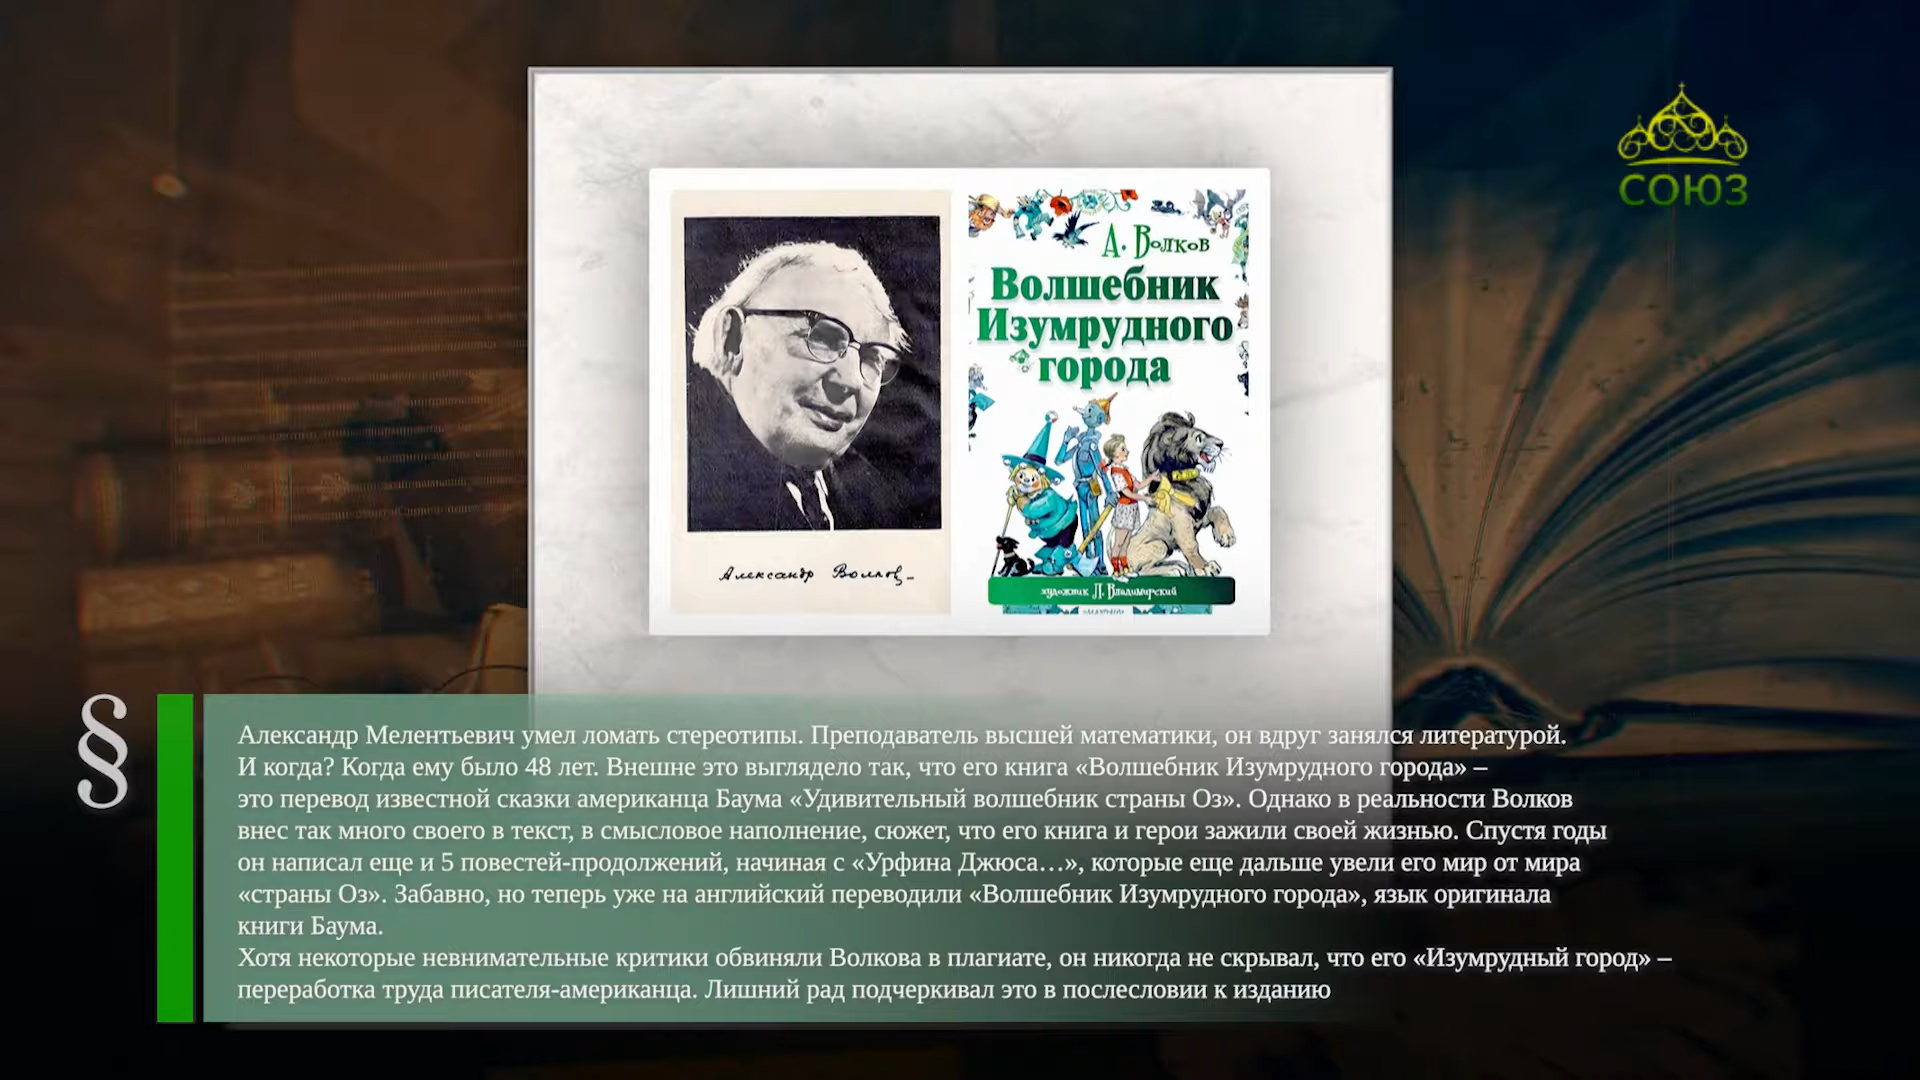 СОЮЗ
А. Волков
Волшебник
Изумрудного
города
художник Л. Владимирский
Александр Волков
§
Александр Мелентьевич умел ломать стереотипы. Преподаватель высшей математики, он вдруг занялся литературой.
И когда? Когда ему было 48 лет. Внешне это выглядело так, что его книга «Волшебник Изумрудного города» –
это перевод известной сказки американца Баума «Удивительный волшебник страны Оз». Однако в реальности Волков
внес так много своего в текст, в смысловое наполнение, сюжет, что его книга и герои зажили своей жизнью. Спустя годы
он написал еще и 5 повестей-продолжений, начиная с «Урфина Джюса…», которые еще дальше увели его мир от мира
«страны Оз». Забавно, но теперь уже на английский переводили «Волшебник Изумрудного города», язык оригинала
книги Баума.
Хотя некоторые невнимательные критики обвиняли Волкова в плагиате, он никогда не скрывал, что его «Изумрудный город» –
переработка труда писателя-американца. Лишний рад подчеркивал это в послесловии к изданию